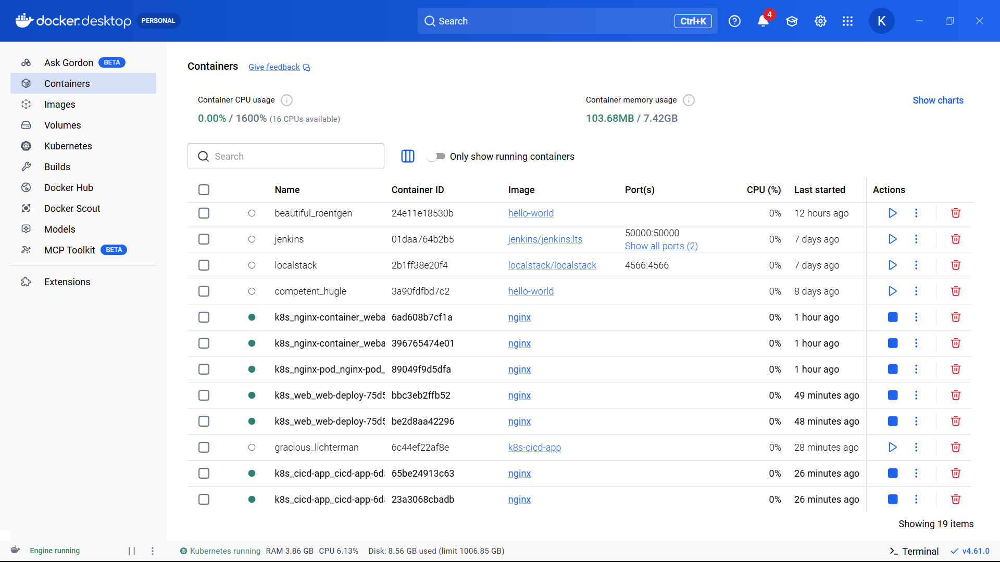 docker.desktop PERSONAL
Search Ctrl+K
4
K
Ask Gordon BETA
Containers
Images
Volumes
Kubernetes
Builds
Docker Hub
Docker Scout
Models
MCP Toolkit BETA
Extensions
Containers Give feedback
Container CPU usage
0.00% / 1600% (16 CPUs available)
Container memory usage
103.68MB / 7.42GB
Show charts
Search
Only show running containers
Name Container ID Image Port(s) CPU (%) Last started Actions
beautiful_roentgen 24e11e18530b hello-world 0% 12 hours ago
jenkins 01daa764b2b5 jenkins/jenkins:lts 50000:50000 0% 7 days ago
Show all ports (2)
localstack 2b1ff38e20f4 localstack/localstack 4566:4566 0% 7 days ago
competent_hugle 3a90fdfbd7c2 hello-world 0% 8 days ago
k8s_nginx-container_weba 6ad608b7cf1a nginx 0% 1 hour ago
k8s_nginx-container_weba 396765474e01 nginx 0% 1 hour ago
k8s_nginx-pod_nginx-pod_ 89049f9d5dfa nginx 0% 1 hour ago
k8s_web_web-deploy-75d5 bbc3eb2ffb52 nginx 0% 49 minutes ago
k8s_web_web-deploy-75d5 be2d8aa42296 nginx 0% 48 minutes ago
gracious_lichterman 6c44ef22af8e k8s-cicd-app 0% 28 minutes ago
k8s_cicd-app_cicd-app-6d 65be24913c63 nginx 0% 26 minutes ago
k8s_cicd-app_cicd-app-6d 23a3068cbadb nginx 0% 26 minutes ago
Showing 19 items
Engine running
Kubernetes running RAM 3.86 GB CPU 6.13% Disk: 8.56 GB used (limit 1006.85 GB)
Terminal v4.61.0